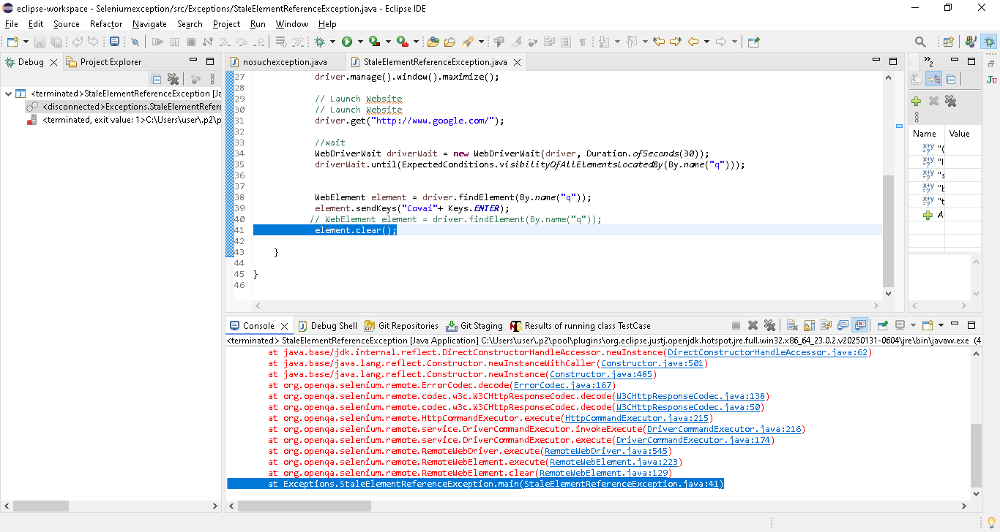 eclipse-workspace - Seleniumexception/src/Exceptions/StaleElementReferenceException.java - Eclipse IDE
File Edit Source Refactor Navigate Search Project Run Window Help
Debug
Project Explorer
<terminated>StaleElementReferenceException [Ja
<disconnected>Exceptions.StaleElementRefere
<terminated, exit value: 1>C:\Users\user\.p2\p
nosuchexception.java
StaleElementReferenceException.java
27 driver.manage().window().maximize();
28
29 // Launch Website
30 // Launch Website
31 driver.get("http://www.google.com/");
32
33 //wait
34 WebDriverWait driverWait = new WebDriverWait(driver, Duration.ofSeconds(30));
35 driverWait.until(ExpectedConditions.visibilityOfAllElementsLocatedBy(By.name("q")));
36
37
38 WebElement element = driver.findElement(By.name("q"));
39 element.sendKeys("Covai"+ Keys.ENTER);
40 // WebElement element = driver.findElement(By.name("q"));
41 element.clear();
42
43 }
44
45 }
46
2
Ju
Name Value
x+y =? "(
x+y =? "l
x+y =? "s
x+y =? "b
x+y =? "t
A
Console
Debug Shell
Git Repositories
Git Staging
Results of running class TestCase
<terminated> StaleElementReferenceException [Java Application] C:\Users\user\.p2\pool\plugins\org.eclipse.justj.openjdk.hotspot.jre.full.win32.x86_64_23.0.2.v20250131-0604\jre\bin\javaw.exe (4
at java.base/jdk.internal.reflect.DirectConstructorHandleAccessor.newInstance(DirectConstructorHandleAccessor.java:62)
at java.base/java.lang.reflect.Constructor.newInstanceWithCaller(Constructor.java:501)
at java.base/java.lang.reflect.Constructor.newInstance(Constructor.java:485)
at org.openqa.selenium.remote.ErrorCodec.decode(ErrorCodec.java:167)
at org.openqa.selenium.remote.codec.w3c.W3CHttpResponseCodec.decode(W3CHttpResponseCodec.java:138)
at org.openqa.selenium.remote.codec.w3c.W3CHttpResponseCodec.decode(W3CHttpResponseCodec.java:50)
at org.openqa.selenium.remote.HttpCommandExecutor.execute(HttpCommandExecutor.java:215)
at org.openqa.selenium.remote.service.DriverCommandExecutor.invokeExecute(DriverCommandExecutor.java:216)
at org.openqa.selenium.remote.service.DriverCommandExecutor.execute(DriverCommandExecutor.java:174)
at org.openqa.selenium.remote.RemoteWebDriver.execute(RemoteWebDriver.java:545)
at org.openqa.selenium.remote.RemoteWebElement.execute(RemoteWebElement.java:223)
at org.openqa.selenium.remote.RemoteWebElement.clear(RemoteWebElement.java:129)
at Exceptions.StaleElementReferenceException.main(StaleElementReferenceException.java:41)